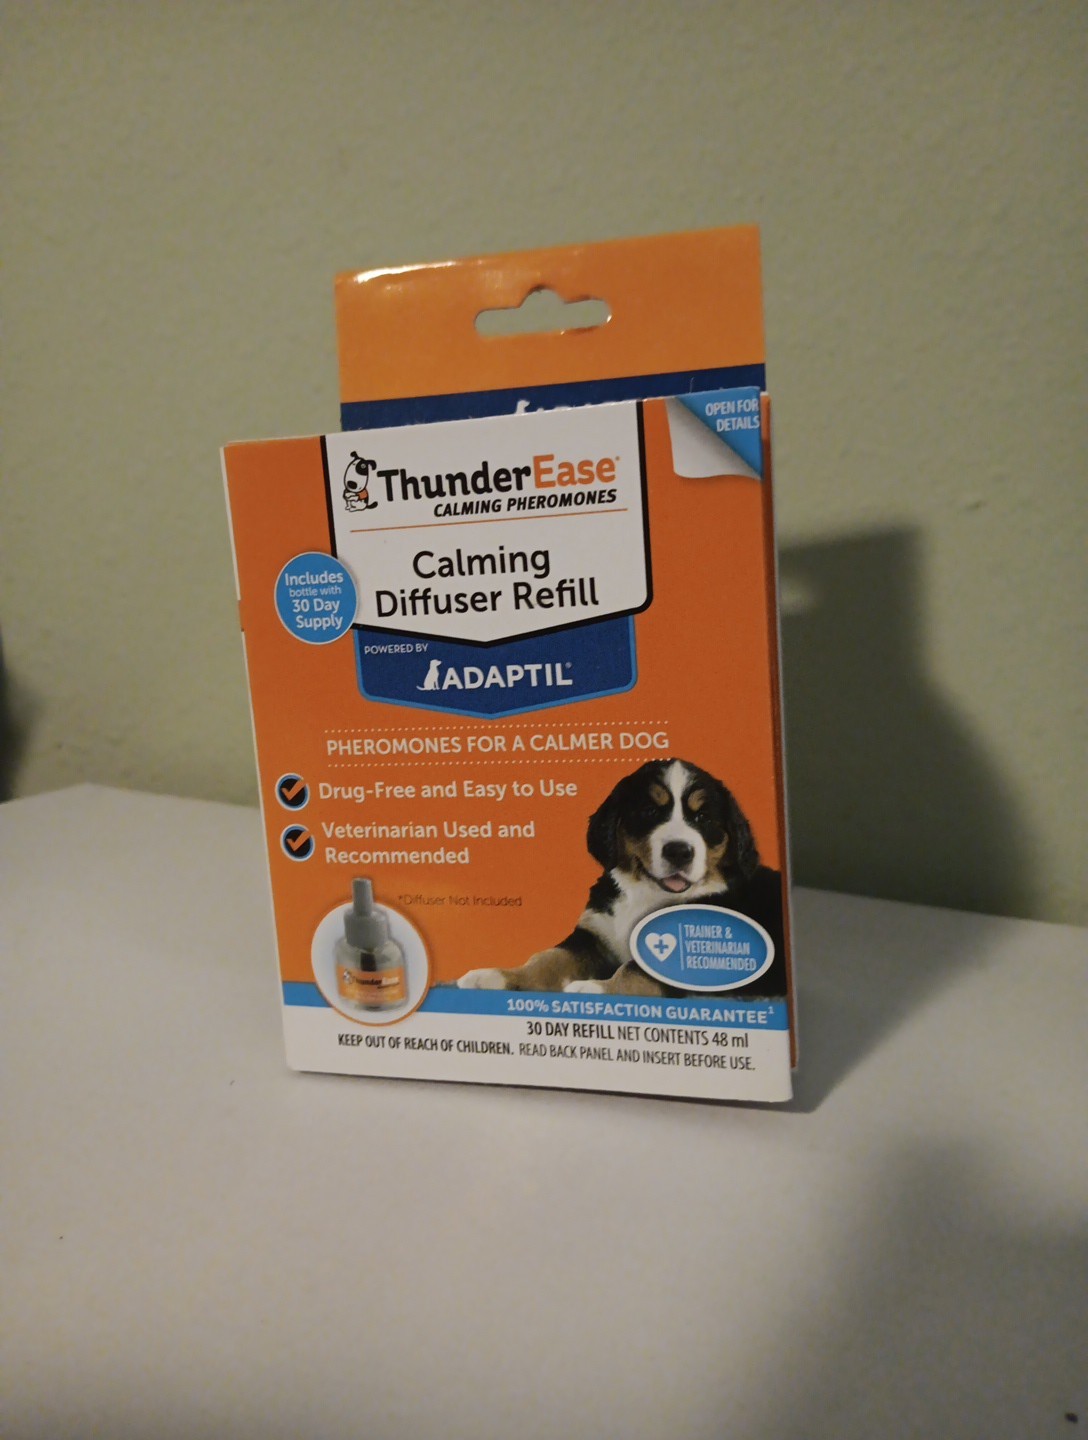 OPEN FOR
DETAILS
ThunderEase®
CALMING PHEROMONES
Calming
Diffuser Refill
Includes
bottle with
30 Day
Supply
POWERED BY
ADAPTIL®
PHEROMONES FOR A CALMER DOG
Drug-Free and Easy to Use
Veterinarian Used and
Recommended
*Diffuser Not Included
ThunderEase
TRAINER &
VETERINARIAN
RECOMMENDED
100% SATISFACTION GUARANTEE¹
30 DAY REFILL NET CONTENTS 48 ml
KEEP OUT OF REACH OF CHILDREN. READ BACK PANEL AND INSERT BEFORE USE.